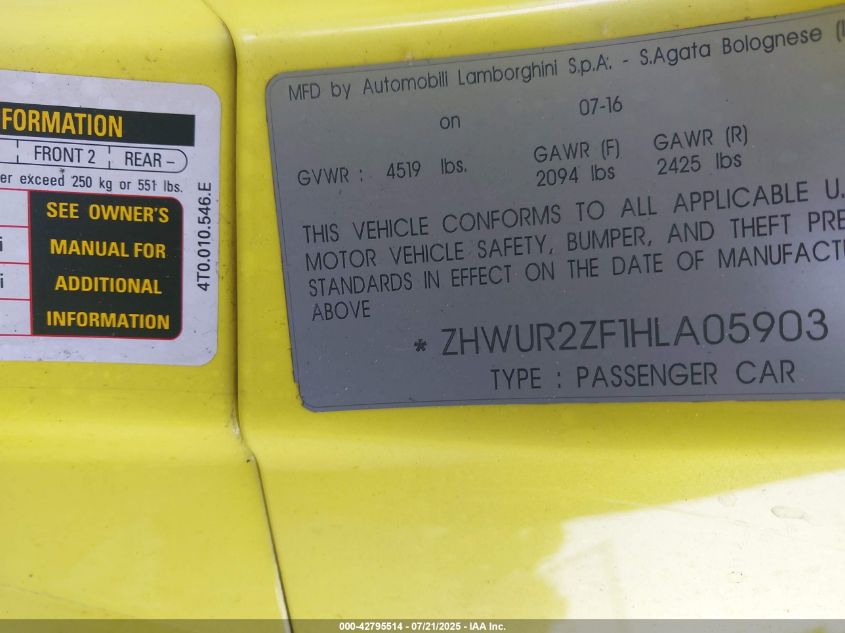 FORMATION
FRONT 2 REAR –
er exceed 250 kg or 551 lbs.
SEE OWNER'S
MANUAL FOR
ADDITIONAL
INFORMATION
i
i
4T0.010.546.E
MFD by Automobili Lamborghini S.p.A. - S.Agata Bolognese (
on 07-16
GVWR : 4519 lbs. GAWR (F) GAWR (R)
2094 lbs 2425 lbs
THIS VEHICLE CONFORMS TO ALL APPLICABLE U.
MOTOR VEHICLE SAFETY, BUMPER, AND THEFT PRE
STANDARDS IN EFFECT ON THE DATE OF MANUFACT
ABOVE
* ZHWUR2ZF1HLA05903
TYPE : PASSENGER CAR
000-42795514 - 07/21/2025 - IAA Inc.